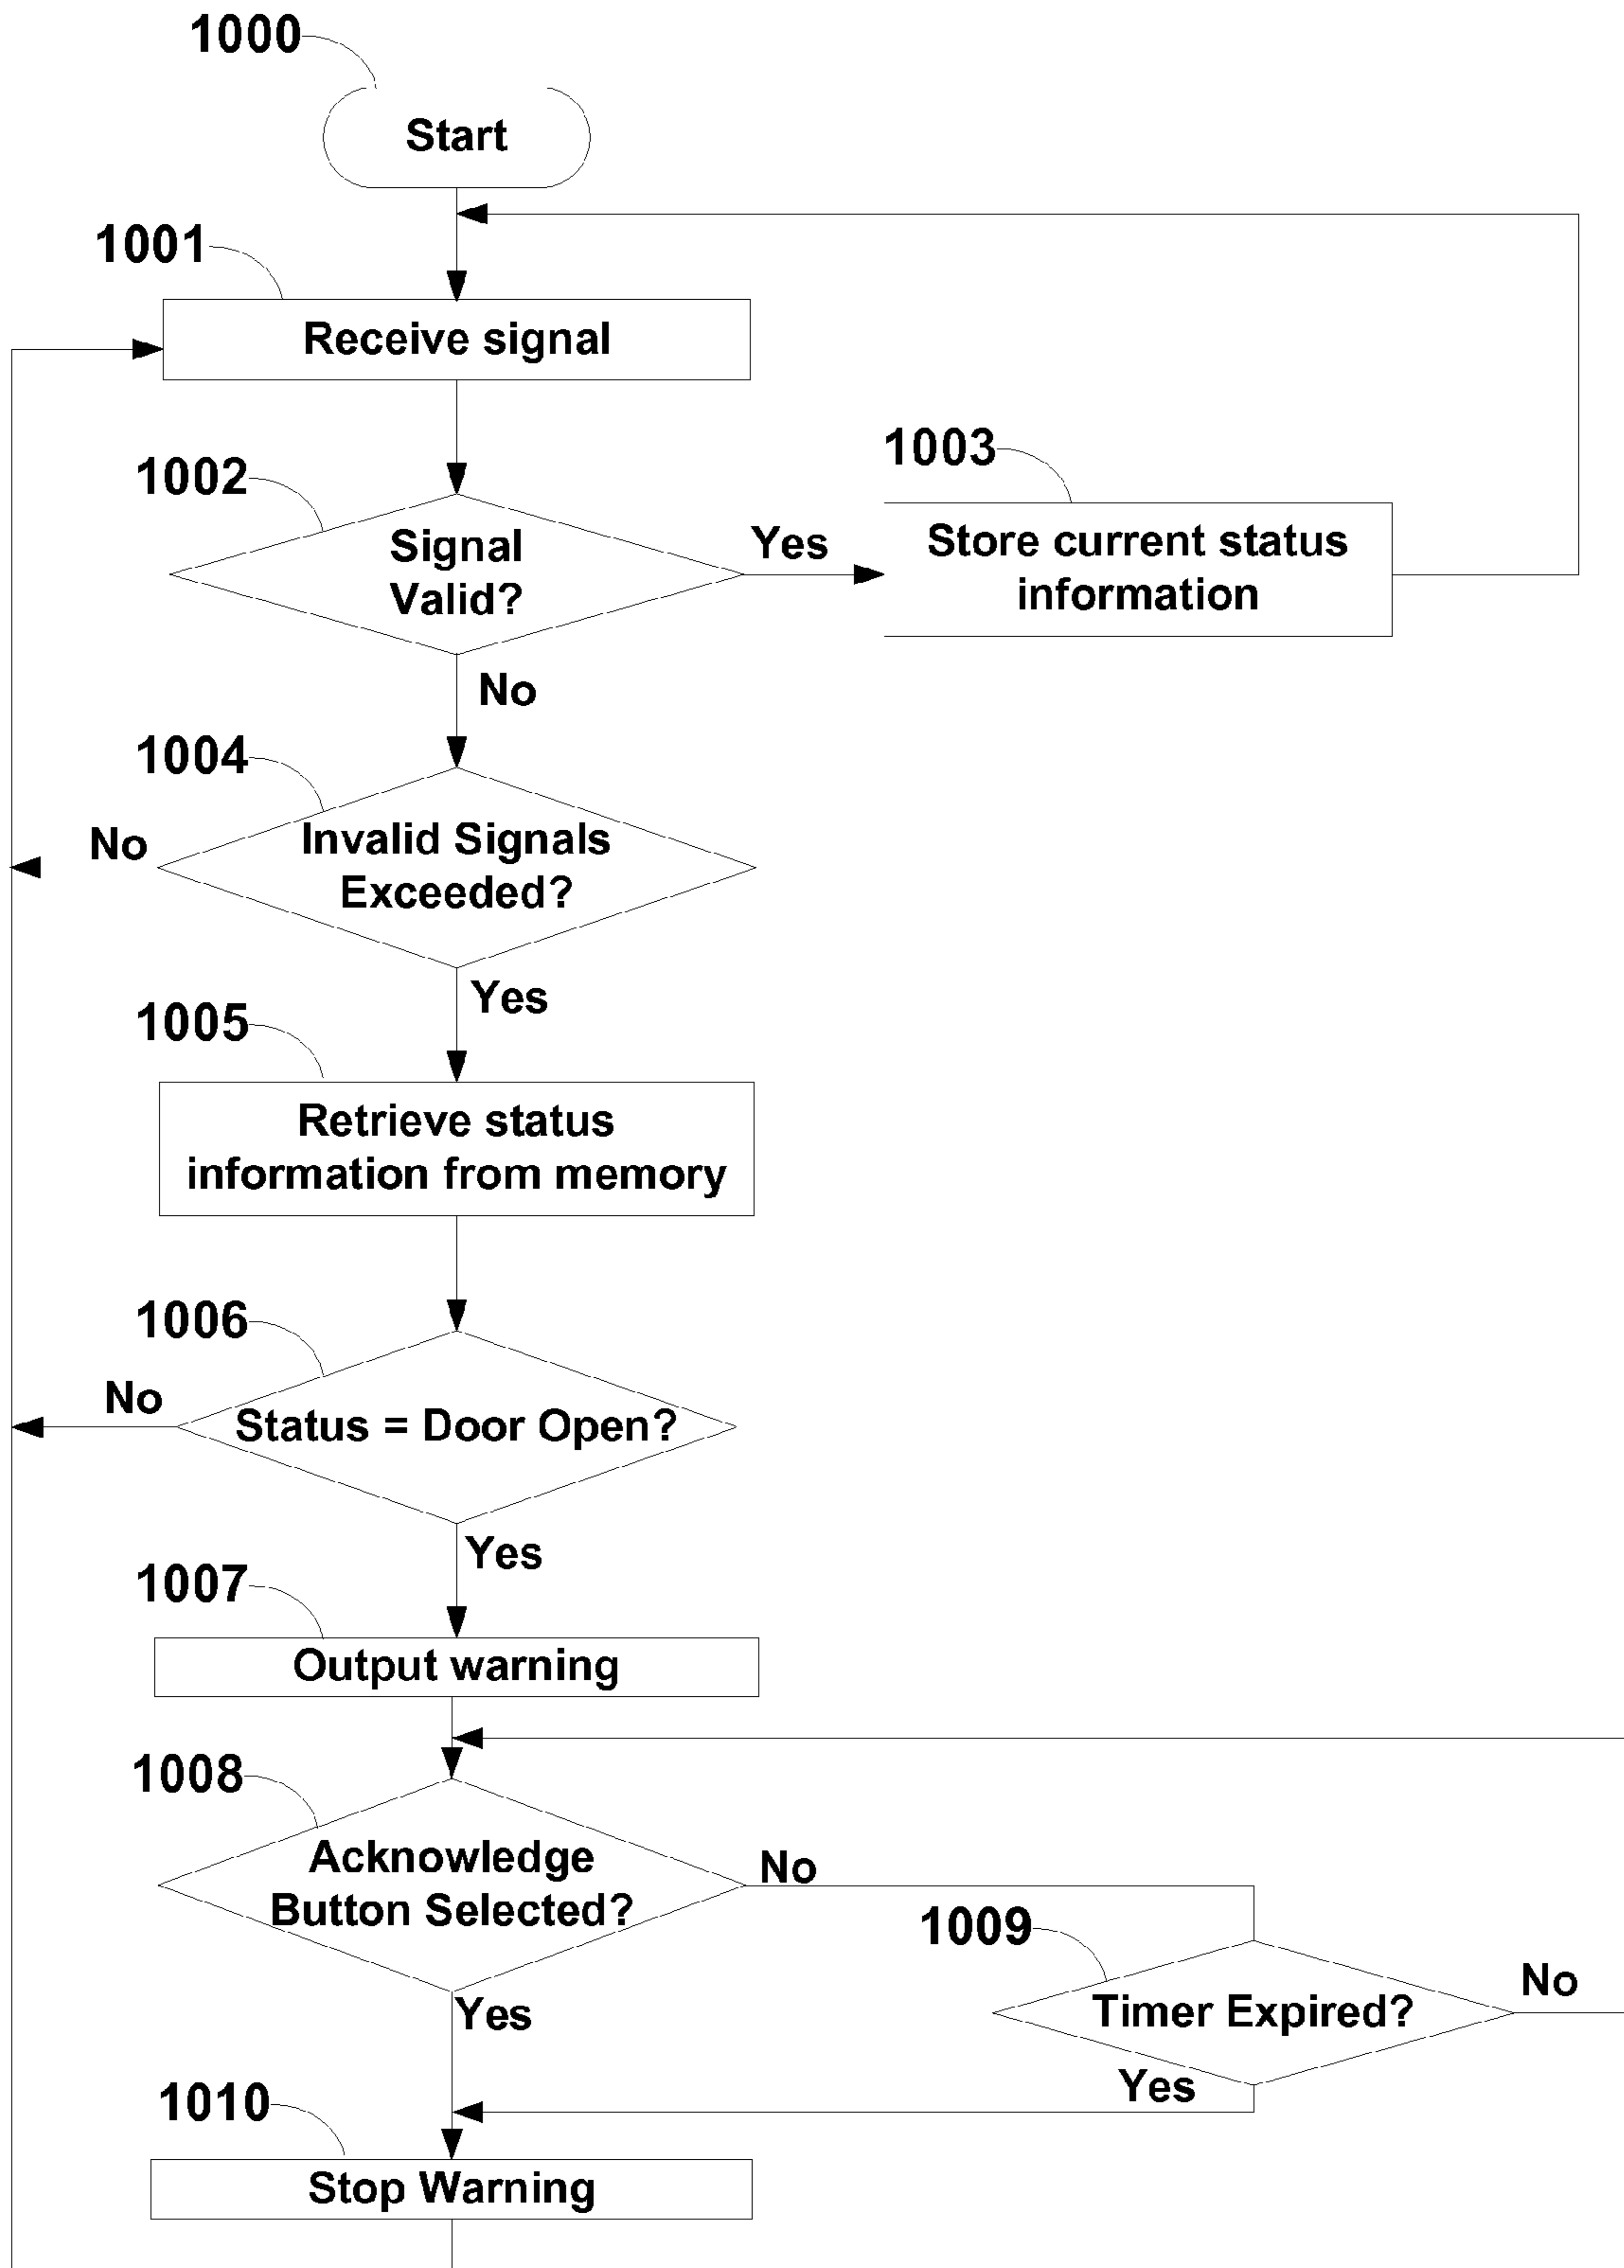 1000
Start
1001
Receive signal
1002
Signal
Valid?
Yes
1003
Store current status
information
No
1004
Invalid Signals
Exceeded?
No
Yes
1005
Retrieve status
information from memory
1006
Status = Door Open?
No
Yes
1007
Output warning
1008
Acknowledge
Button Selected?
No
1009
Timer Expired?
No
Yes
Yes
1010
Stop Warning